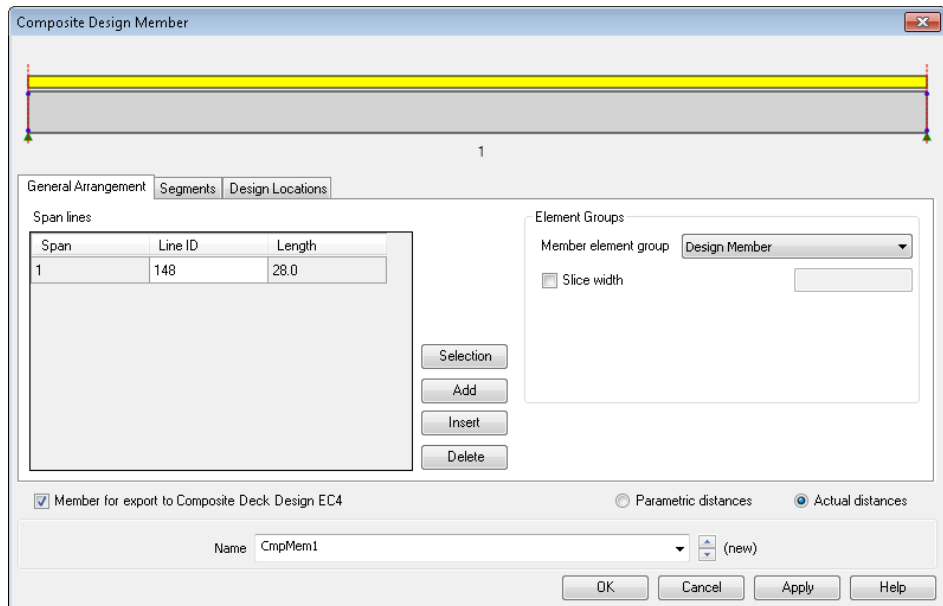 Composite Design Member
1
General Arrangement Segments Design Locations
Span lines
Span Line ID Length
1 148 28.0
Element Groups
Member element group Design Member
Slice width
Selection
Add
Insert
Delete
Member for export to Composite Deck Design EC4
Parametric distances Actual distances
Name CmpMem1 (new)
OK Cancel Apply Help